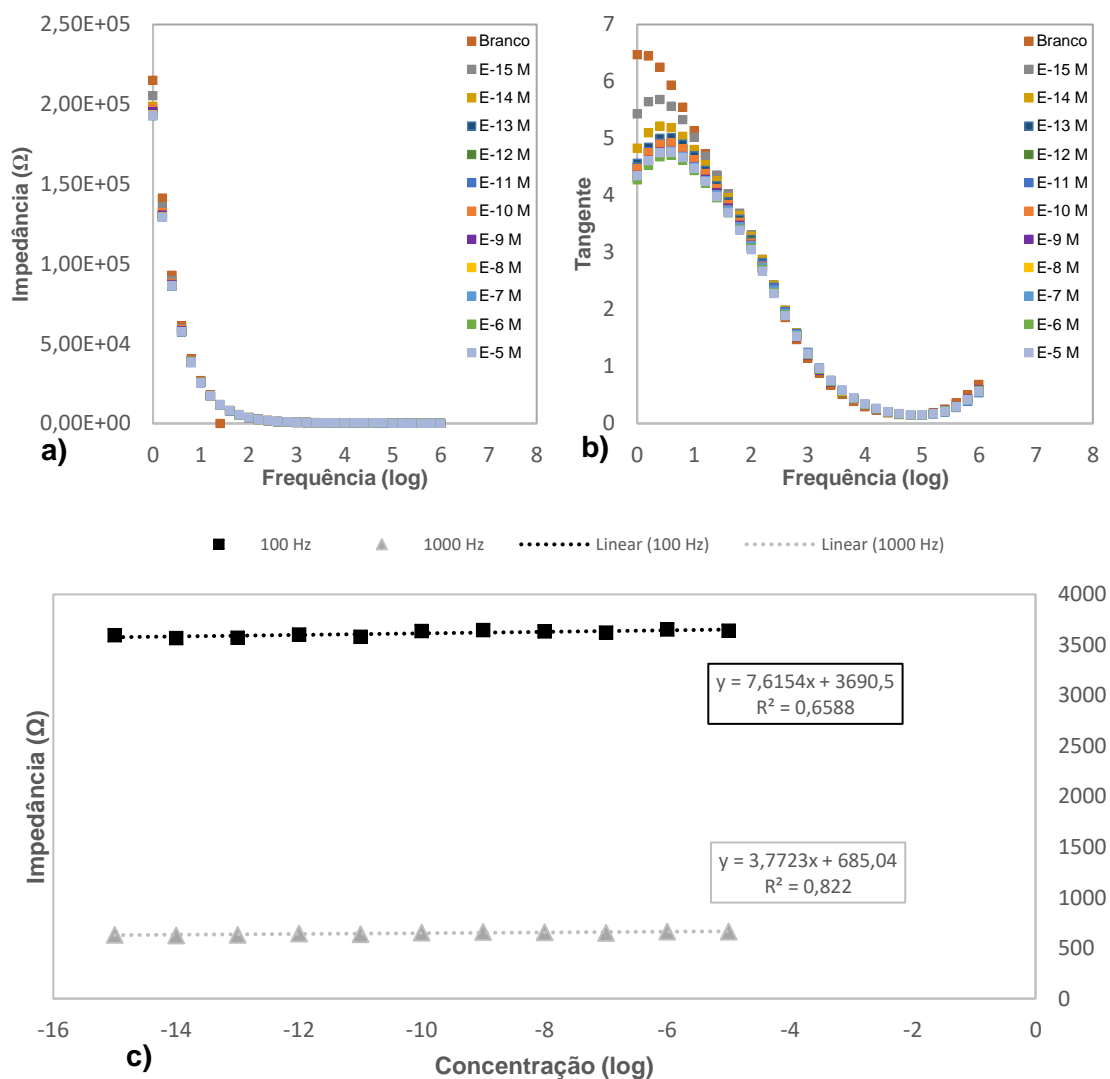 2,50E+05
2,00E+05
1,50E+05
1,00E+05
5,00E+04
0,00E+00
Impedância (Ω)
0 1 2 3 4 5 6 7 8
Frequência (log)
a)
Branco
E-15 M
E-14 M
E-13 M
E-12 M
E-11 M
E-10 M
E-9 M
E-8 M
E-7 M
E-6 M
E-5 M
7
6
5
4
3
2
1
0
Tangente
0 1 2 3 4 5 6 7 8
Frequência (log)
b)
Branco
E-15 M
E-14 M
E-13 M
E-12 M
E-11 M
E-10 M
E-9 M
E-8 M
E-7 M
E-6 M
E-5 M
100 Hz 1000 Hz Linear (100 Hz) Linear (1000 Hz)
Impedância (Ω)
4000
3500
3000
2500
2000
1500
1000
500
0
y = 7,6154x + 3690,5
R² = 0,6588
y = 3,7723x + 685,04
R² = 0,822
-16 -14 -12 -10 -8 -6 -4 -2 0
c)
Concentração (log)